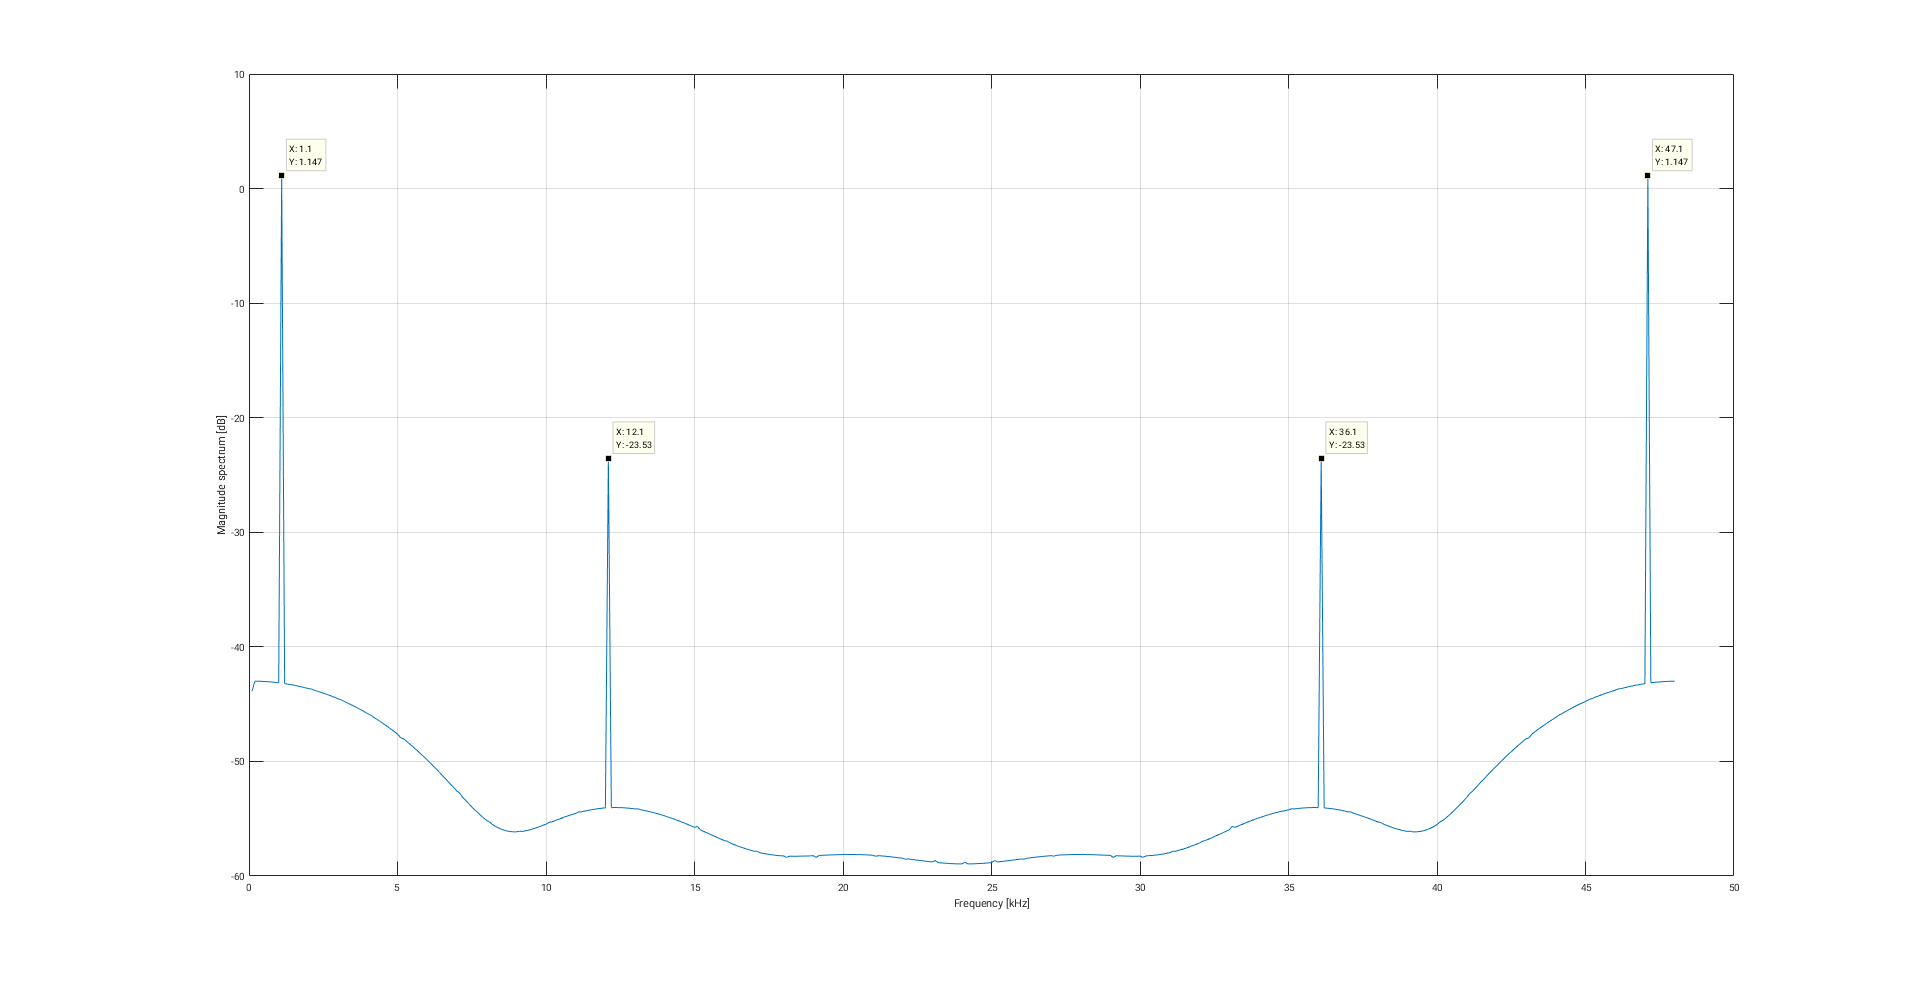 10
X: 1.1
Y: 1.147
X: 47.1
Y: 1.147
0
-10
-20
X: 12.1
Y: -23.53
X: 36.1
Y: -23.53
Magnitude spectrum [dB]
-30
-40
-50
-60
0 5 10 15 20 25 30 35 40 45 50
Frequency [kHz]